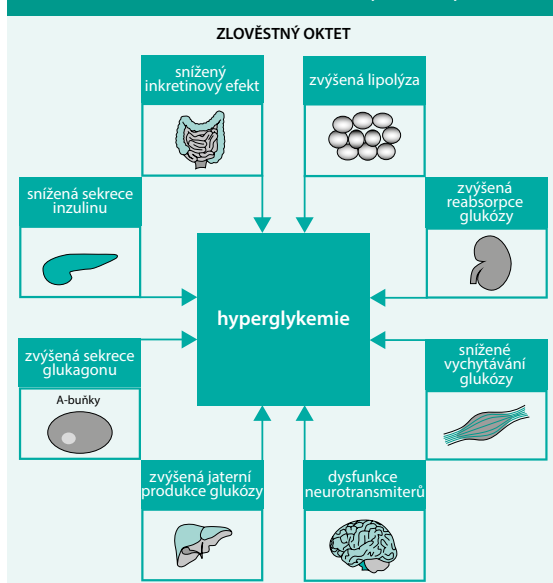 ZLOVĚSTNÝ OKTET
snížený
inkretinový efekt
zvýšená lipolýza
snížená sekrece
inzulinu
zvýšená
reabsorpce
glukózy
hyperglykemie
zvýšená sekrece
glukagonu
A-buňky
snížené
vychytávání
glukózy
zvýšená jaterní
produkce glukózy
dysfunkce
neurotransmiterů